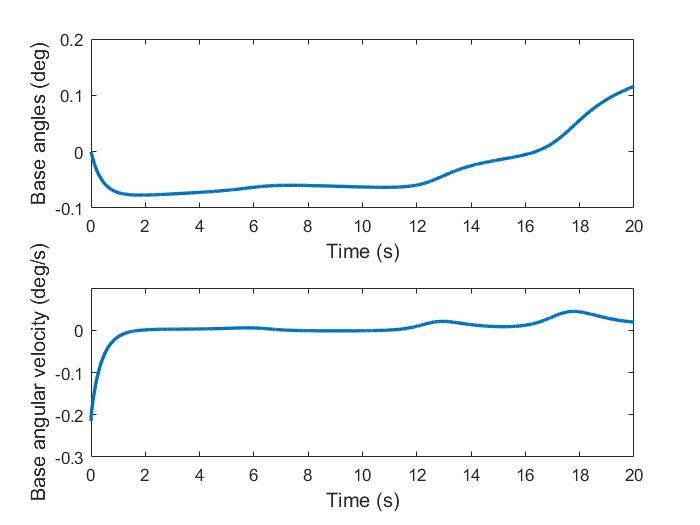 Base angles (deg)
0.2
0.1
0
-0.1
0 2 4 6 8 10 12 14 16 18 20
Time (s)
Base angular velocity (deg/s)
0
-0.1
-0.2
-0.3
0 2 4 6 8 10 12 14 16 18 20
Time (s)